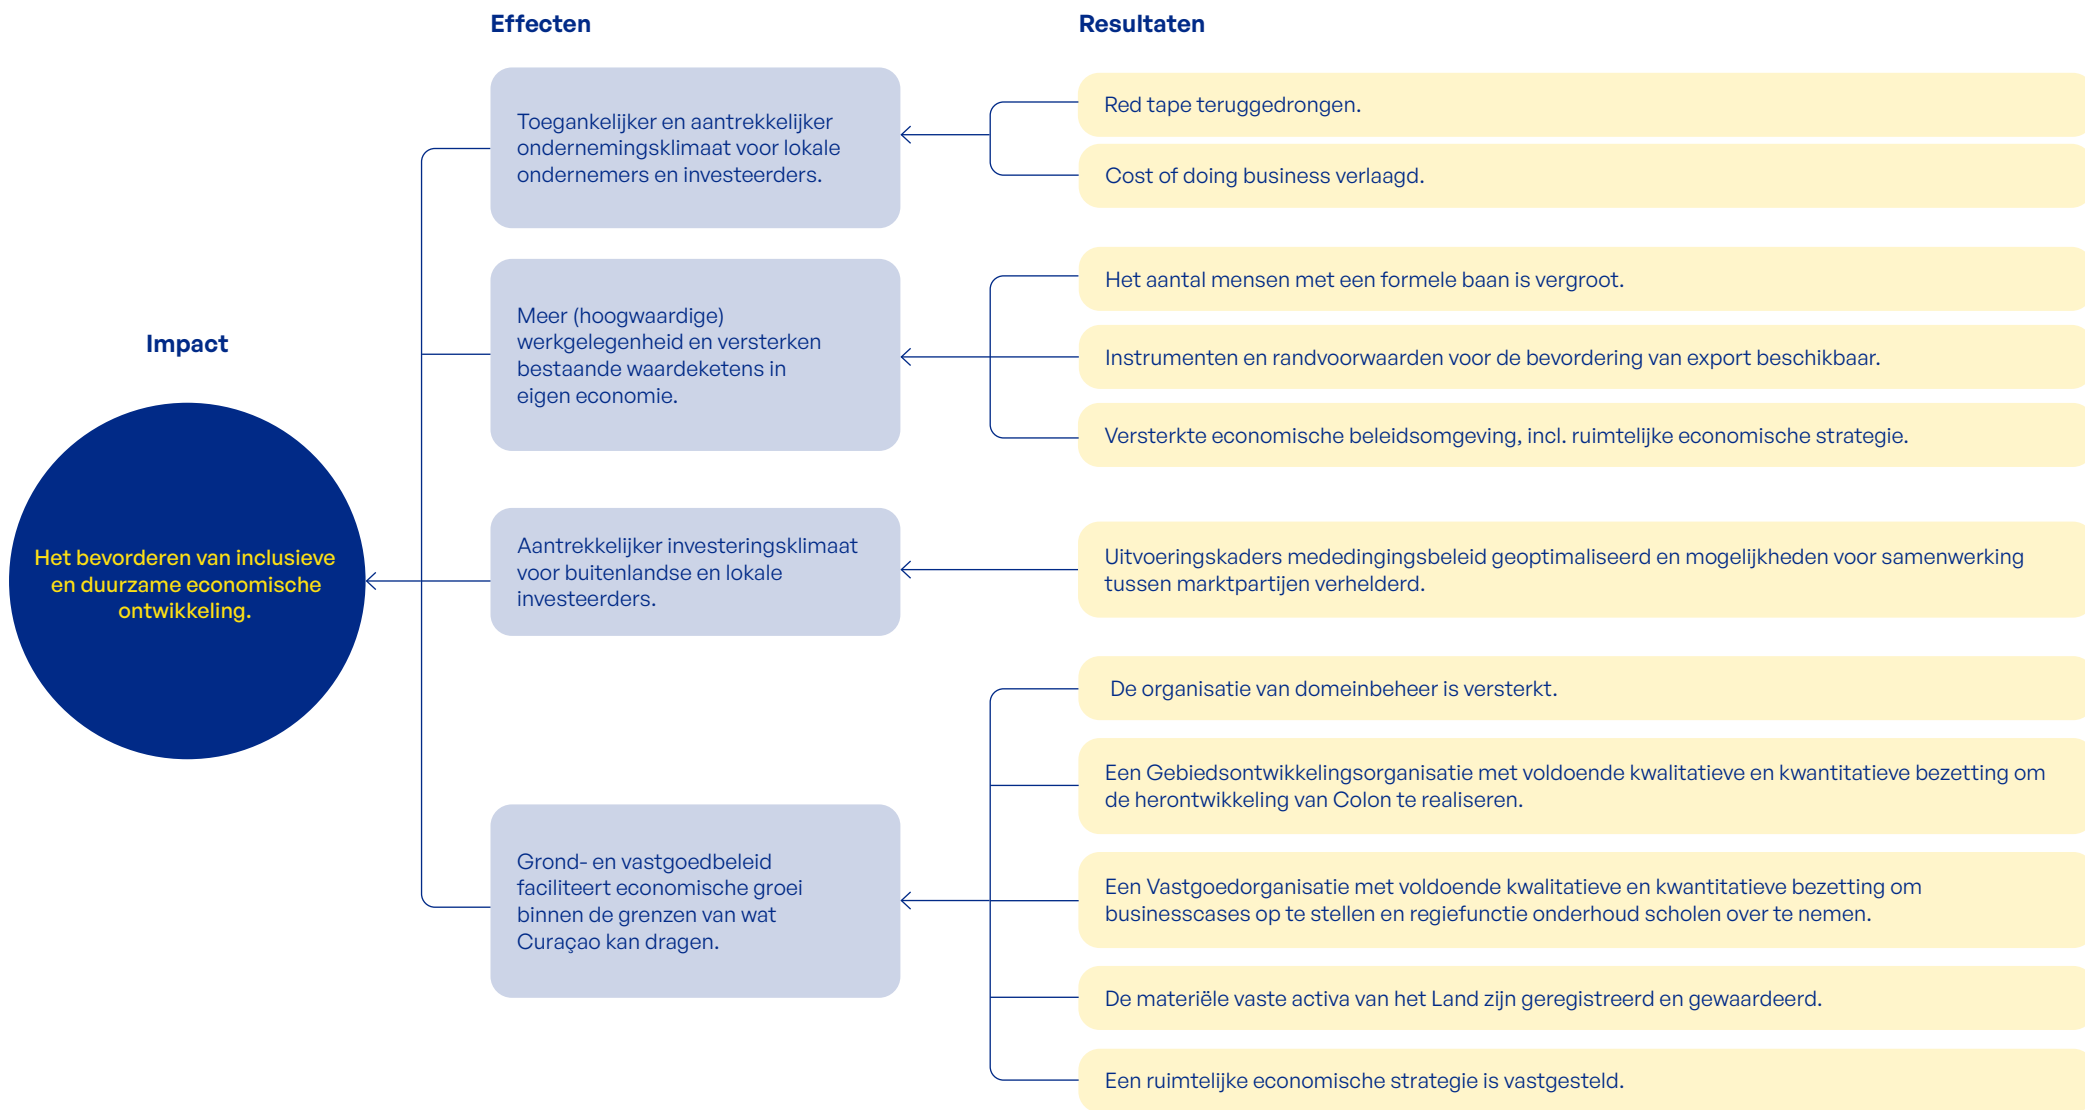 Effecten
Resultaten
Impact
Het bevorderen van inclusieve
en duurzame economische
ontwikkeling.
Toegankelijker en aantrekkelijker
ondernemingsklimaat voor lokale
ondernemers en investeerders.
Red tape teruggedrongen.
Cost of doing business verlaagd.
Meer (hoogwaardige)
werkgelegenheid en versterken
bestaande waardeketens in
eigen economie.
Het aantal mensen met een formele baan is vergroot.
Instrumenten en randvoorwaarden voor de bevordering van export beschikbaar.
Versterkte economische beleidsomgeving, incl. ruimtelijke economische strategie.
Aantrekkelijker investeringsklimaat
voor buitenlandse en lokale
investeerders.
Uitvoeringskaders mededingingsbeleid geoptimaliseerd en mogelijkheden voor samenwerking
tussen marktpartijen verhelderd.
Grond- en vastgoedbeleid
faciliteert economische groei
binnen de grenzen van wat
Curaçao kan dragen.
De organisatie van domeinbeheer is versterkt.
Een Gebiedsontwikkelingsorganisatie met voldoende kwalitatieve en kwantitatieve bezetting om
de herontwikkeling van Colon te realiseren.
Een Vastgoedorganisatie met voldoende kwalitatieve en kwantitatieve bezetting om
businesscases op te stellen en regiefunctie onderhoud scholen over te nemen.
De materiële vaste activa van het Land zijn geregistreerd en gewaardeerd.
Een ruimtelijke economische strategie is vastgesteld.